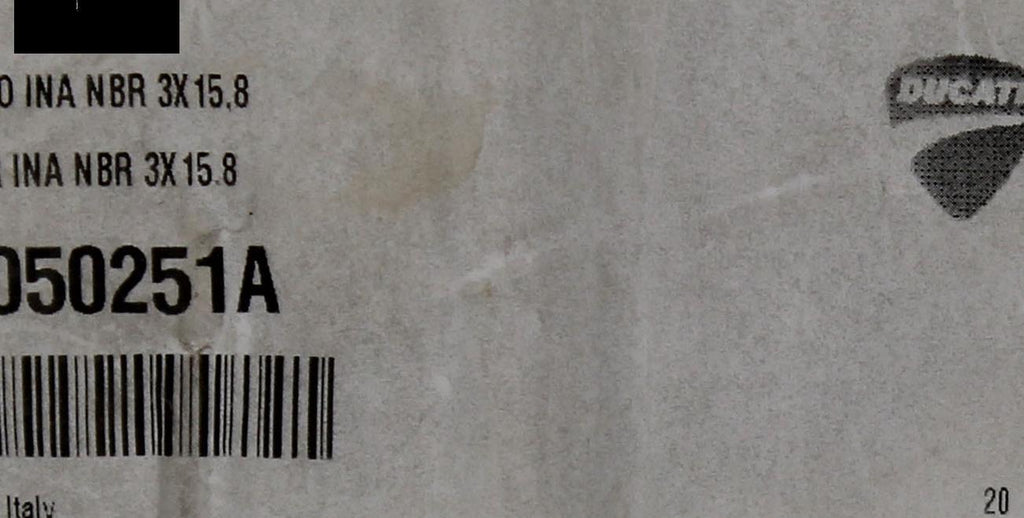 O INA NBR 3X15,8
DUCATI
INA NBR 3X15.8
050251A
Italy
20